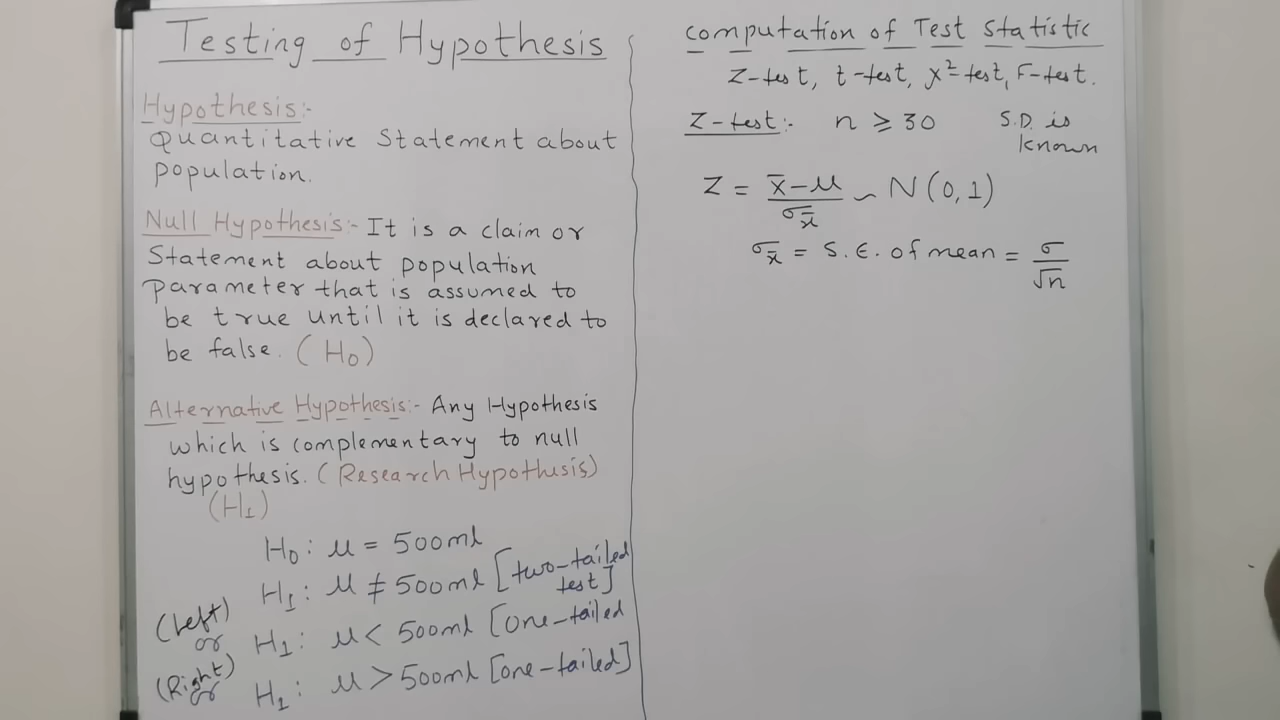 Testing of Hypothesis
Hypothesis:-
Quantitative Statement about
population.
Null Hypothesis:- It is a claim or
Statement about population
Parameter that is assumed to
be true until it is declared to
be false. (H₀)
Alternative Hypothesis:- Any Hypothesis
which is complementary to null
hypothesis. (Research Hypothusis)
(H₁)
H₀: μ = 500ml
H₁: μ ≠ 500ml [two-tailed
test]
(Left)
or H₁: μ < 500ml [one-tailed
(Right)
or H₁: μ > 500ml [one-tailed]
computation of Test Statistic
Z-test, t-test, χ²-test, F-test.
Z-test:- n ≥ 30 S.D. is
known
Z = x̄-μ / σx̄ ~ N(0,1)
σx̄ = S.E. of mean = σ / √n